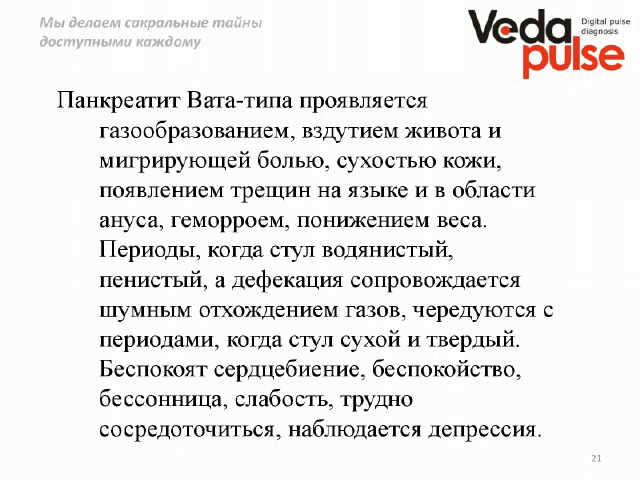 Мы делаем сакральные тайны
доступными каждому
Veda
pulse
Digital pulse
diagnosis
Панкреатит Вата-типа проявляется
газообразованием, вздутием живота и
мигрирующей болью, сухостью кожи,
появлением трещин на языке и в области
ануса, геморроем, понижением веса.
Периоды, когда стул водянистый,
пенистый, а дефекация сопровождается
шумным отхождением газов, чередуются с
периодами, когда стул сухой и твердый.
Беспокоят сердцебиение, беспокойство,
бессонница, слабость, трудно
сосредоточиться, наблюдается депрессия.
21